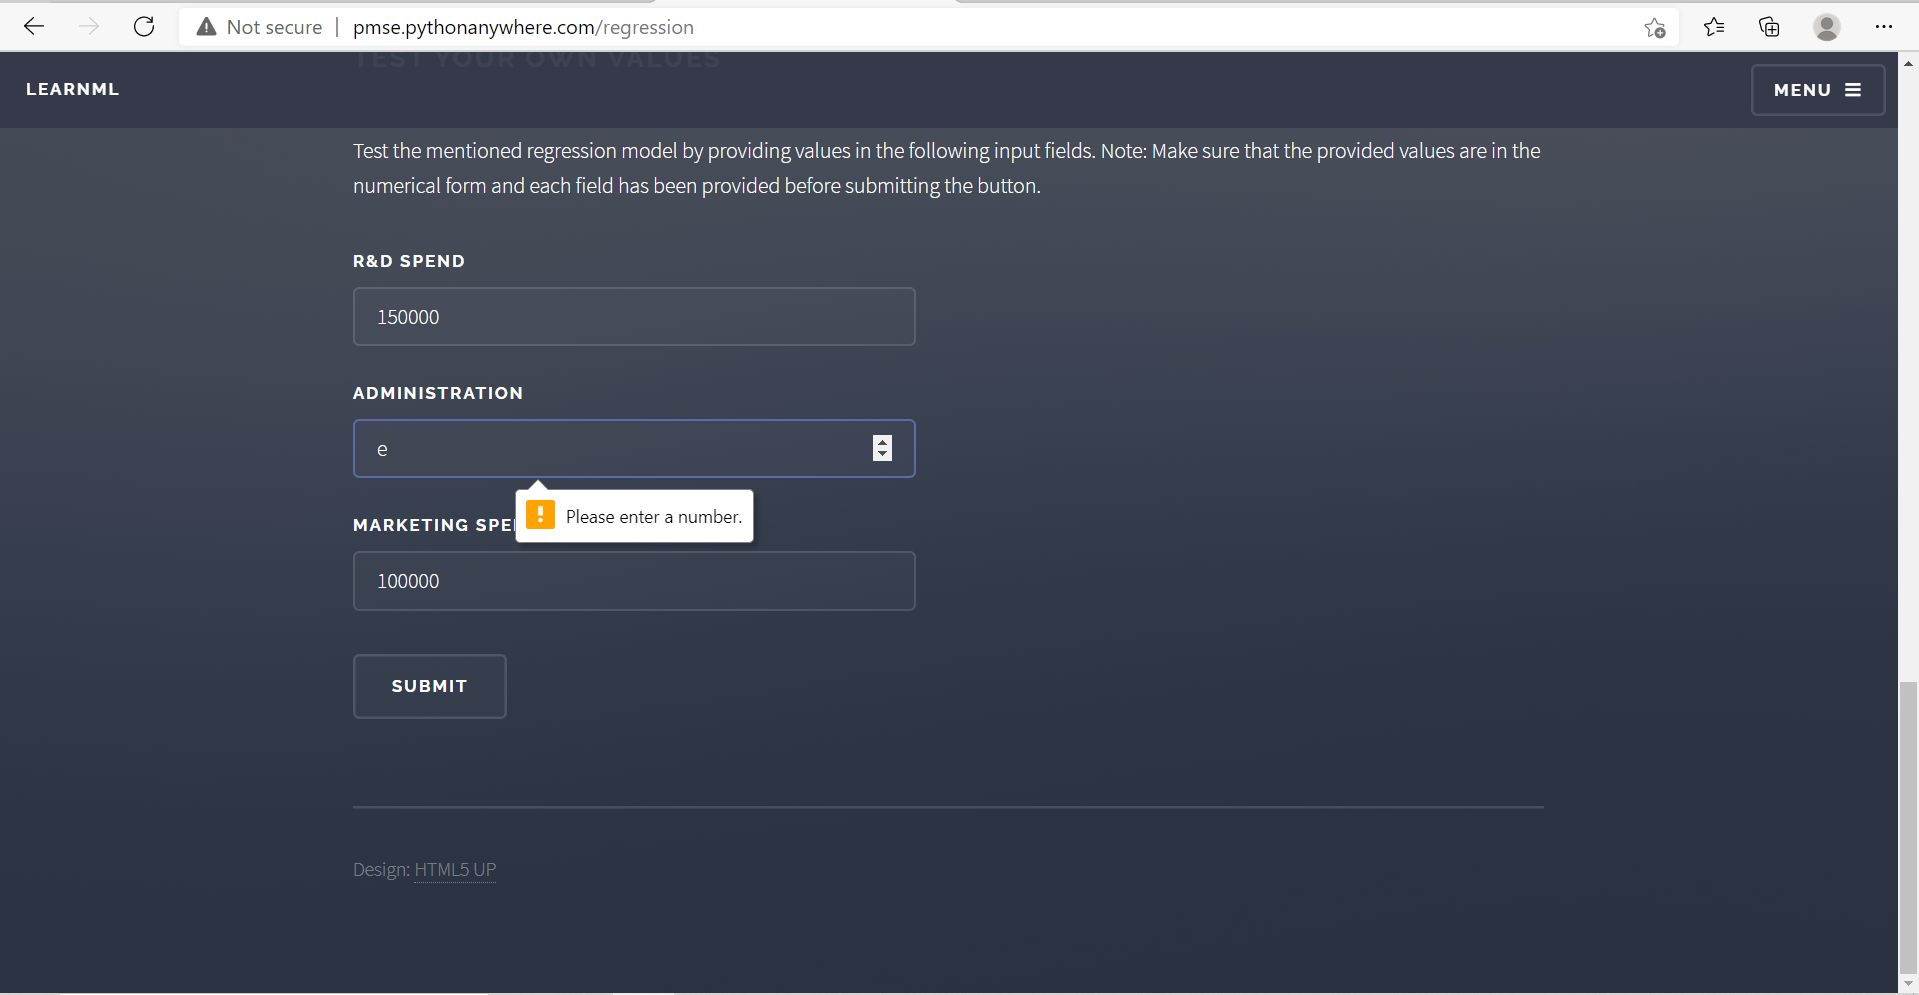 Not secure | pmse.pythonanywhere.com/regression
TEST YOUR OWN VALUES
LEARNML
MENU
Test the mentioned regression model by providing values in the following input fields. Note: Make sure that the provided values are in the
numerical form and each field has been provided before submitting the button.
R&D SPEND
150000
ADMINISTRATION
e
Please enter a number.
MARKETING SPE
100000
SUBMIT
Design: HTML5 UP